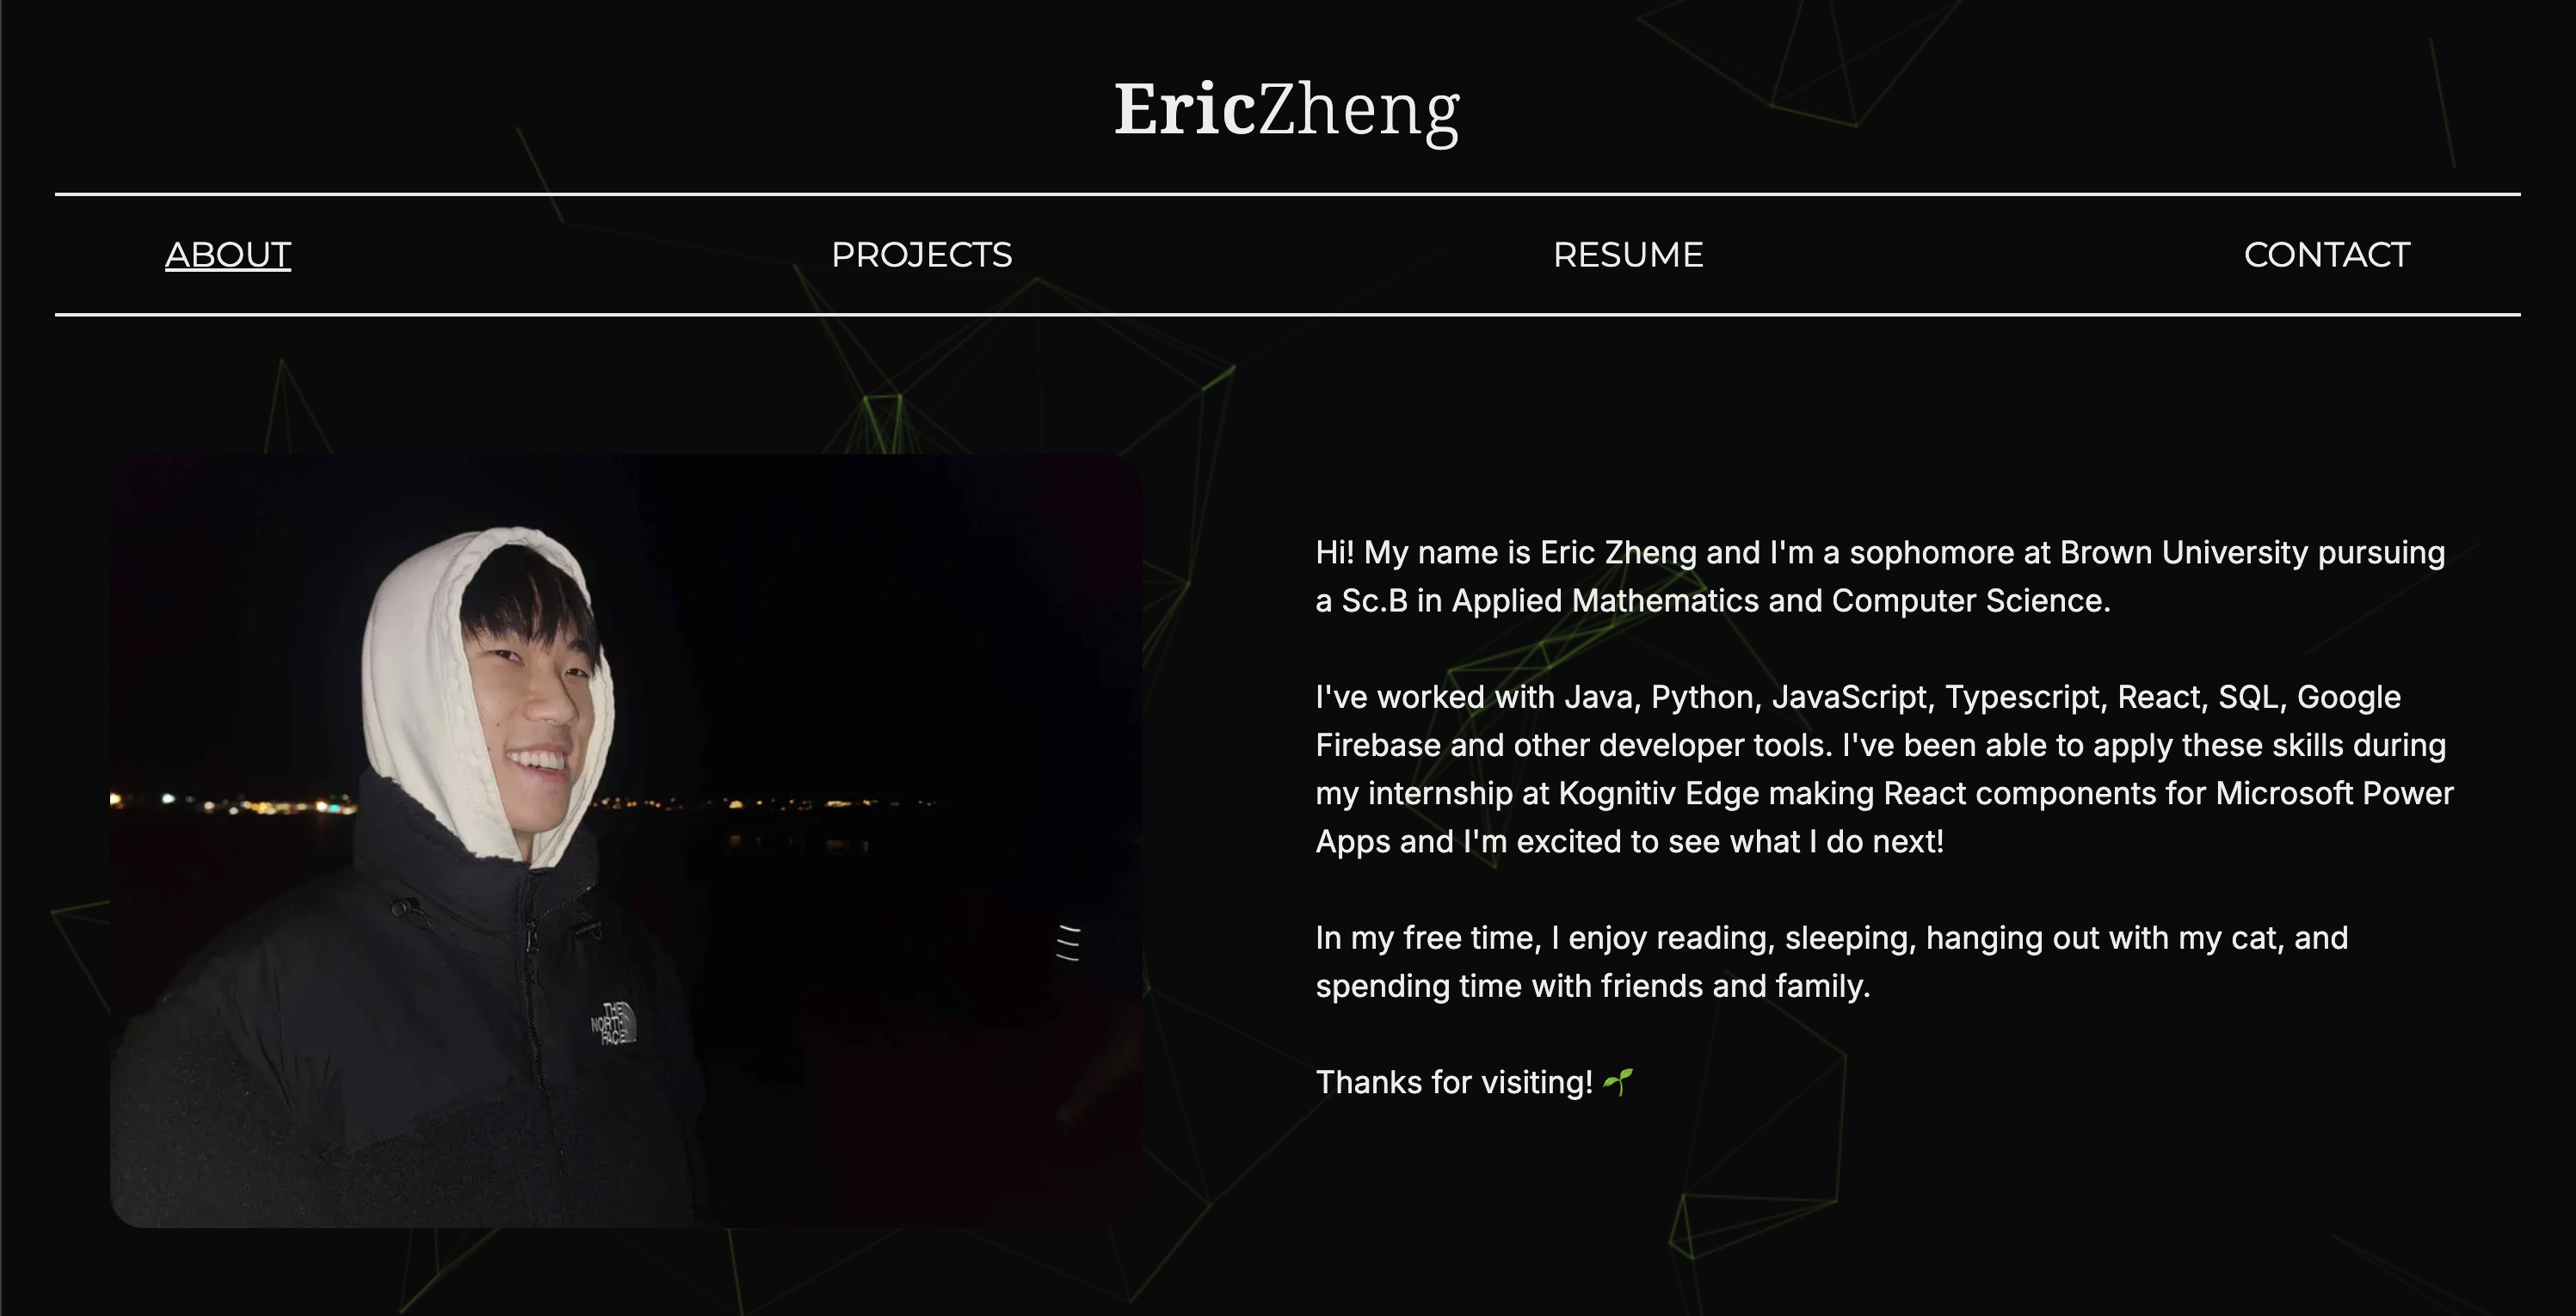 EricZheng
ABOUT PROJECTS RESUME CONTACT
Hi! My name is Eric Zheng and I'm a sophomore at Brown University pursuing
a Sc.B in Applied Mathematics and Computer Science.
I've worked with Java, Python, JavaScript, Typescript, React, SQL, Google
Firebase and other developer tools. I've been able to apply these skills during
my internship at Kognitiv Edge making React components for Microsoft Power
Apps and I'm excited to see what I do next!
In my free time, I enjoy reading, sleeping, hanging out with my cat, and
spending time with friends and family.
Thanks for visiting! 🌱
THE
NORTH
FACE